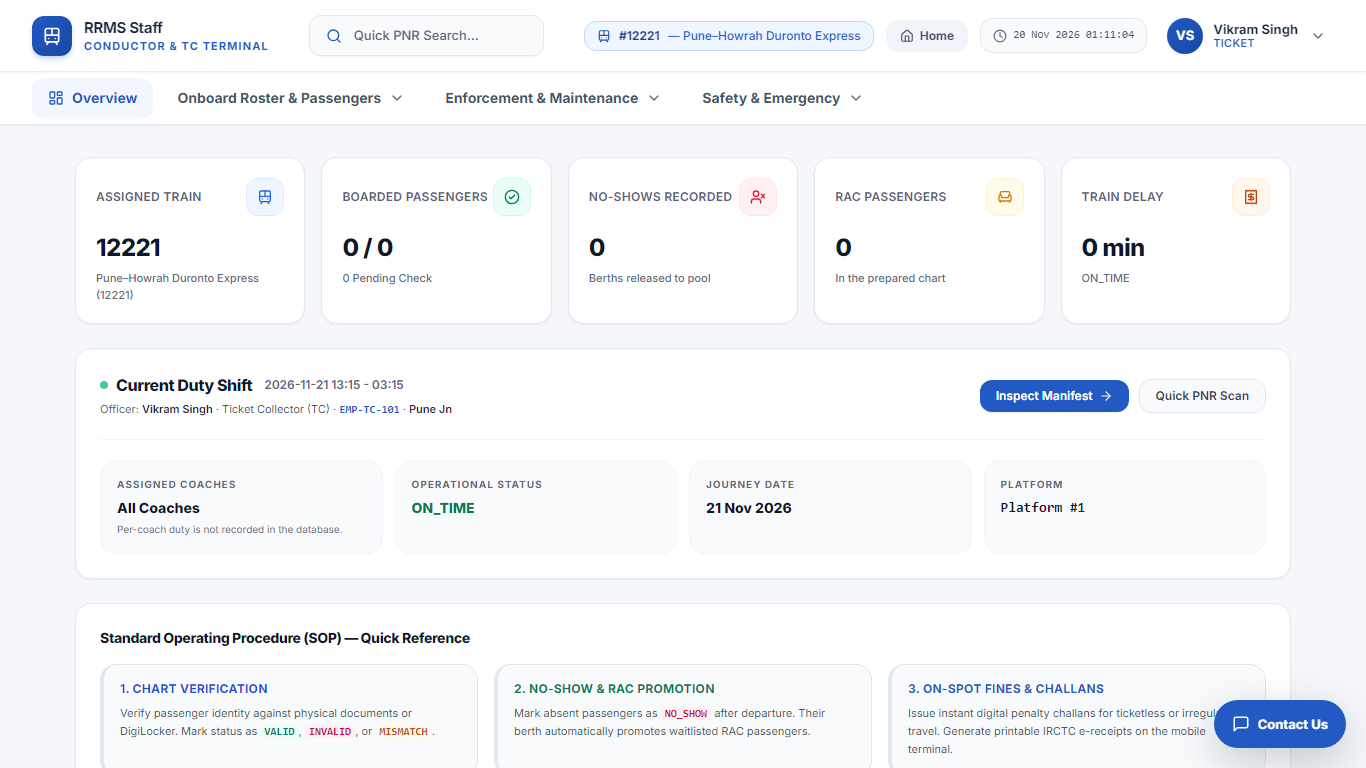 RRMS Staff
CONDUCTOR & TC TERMINAL
Quick PNR Search...
#12221 — Pune–Howrah Duronto Express
Home
20 Nov 2026 01:11:04
VS
Vikram Singh
TICKET
Overview
Onboard Roster & Passengers
Enforcement & Maintenance
Safety & Emergency
ASSIGNED TRAIN
12221
Pune–Howrah Duronto Express
(12221)
BOARDED PASSENGERS
0 / 0
0 Pending Check
NO-SHOWS RECORDED
0
Berths released to pool
RAC PASSENGERS
0
In the prepared chart
TRAIN DELAY
0 min
ON_TIME
Current Duty Shift 2026-11-21 13:15 - 03:15
Officer: Vikram Singh · Ticket Collector (TC) · EMP-TC-101 · Pune Jn
Inspect Manifest
Quick PNR Scan
ASSIGNED COACHES
All Coaches
Per-coach duty is not recorded in the database.
OPERATIONAL STATUS
ON_TIME
JOURNEY DATE
21 Nov 2026
PLATFORM
Platform #1
Standard Operating Procedure (SOP) — Quick Reference
1. CHART VERIFICATION
Verify passenger identity against physical documents or
DigiLocker. Mark status as VALID, INVALID, or MISMATCH.
2. NO-SHOW & RAC PROMOTION
Mark absent passengers as NO_SHOW after departure. Their
berth automatically promotes waitlisted RAC passengers.
3. ON-SPOT FINES & CHALLANS
Issue instant digital penalty challans for ticketless or
travel. Generate printable IRCTC e-receipts on the mobile
terminal.
Contact Us